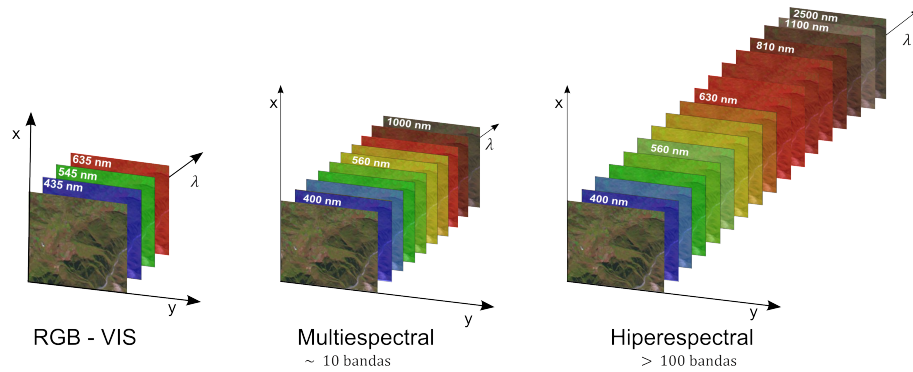 x
635 nm
545 nm
435 nm
λ
y
RGB - VIS
x
1000 nm
560 nm
400 nm
λ
y
Multiespectral
~ 10 bandas
x
2500 nm
1100 nm
810 nm
630 nm
560 nm
400 nm
λ
y
Hiperespectral
> 100 bandas